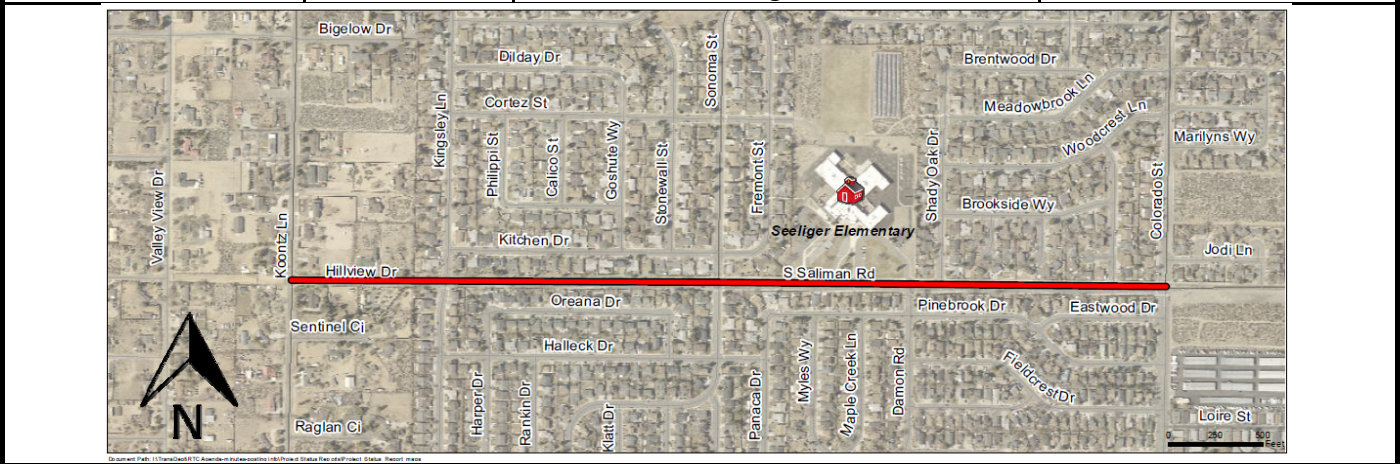 Bigelow Dr
Dilday Dr
Cortez St
Kingsley Ln
Philippi St
Calico St
Goshute Wy
Stonewall St
Sonoma St
Fremont St
Kitchen Dr
Valley View Dr
Koontz Ln
Hillview Dr
Seeliger Elementary
S Saliman Rd
Shady Oak Dr
Brentwood Dr
Meadowbrook Ln
Woodcrest Ln
Brookside Wy
Colorado St
Marilyns Wy
Jodi Ln
Oreana Dr
Pinebrook Dr
Eastwood Dr
Sentinel Ci
Halleck Dr
Harper Dr
Rankin Dr
Klatt Dr
Panaca Dr
Myles Wy
Maple Creek Ln
Damon Rd
Fieldcrest Dr
Raglan Ci
Loire St
N
0 250 500
Feet